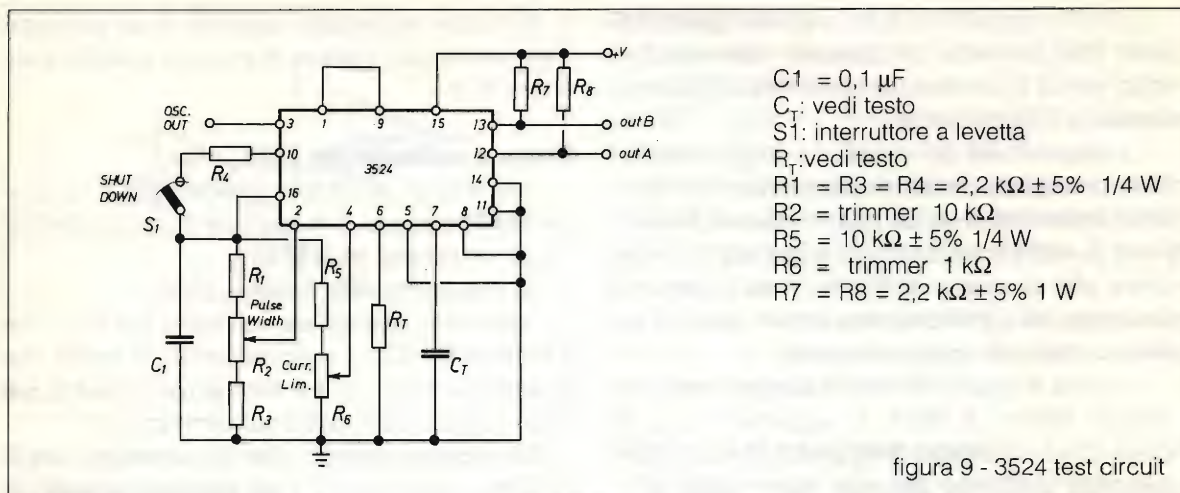 OSC.
OUT
SHUT
DOWN
S1
R4
3
10
16
2
1
9
15
3524
4
6
5
7
8
13
12
14
11
R7
R8
+V
out B
out A
R1
Pulse
Width
R2
R3
C1
R5
Curr.
Lim.
R6
RT
CT
C1 = 0,1 µF
CT: vedi testo
S1: interruttore a levetta
RT:vedi testo
R1 = R3 = R4 = 2,2 kΩ ± 5% 1/4 W
R2 = trimmer 10 kΩ
R5 = 10 kΩ ± 5% 1/4 W
R6 = trimmer 1 kΩ
R7 = R8 = 2,2 kΩ ± 5% 1 W
figura 9 - 3524 test circuit